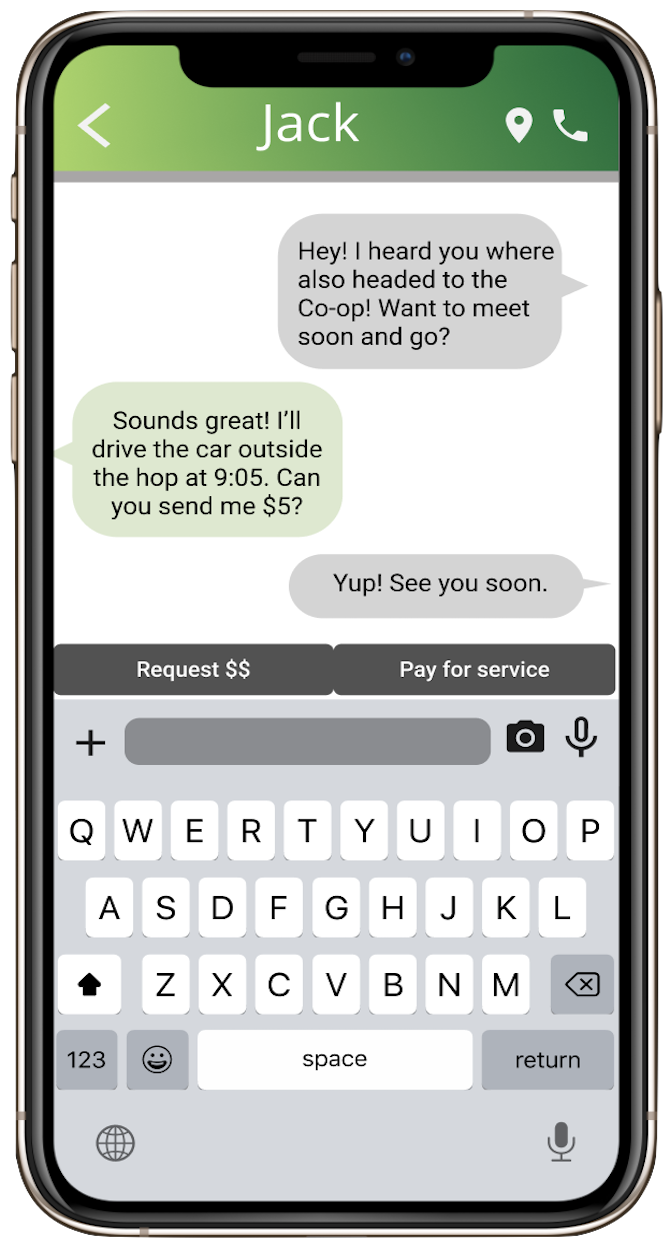 Jack
Hey! I heard you where
also headed to the
Co-op! Want to meet
soon and go?
Sounds great! I’ll
drive the car outside
the hop at 9:05. Can
you send me $5?
Yup! See you soon.
Request $$
Pay for service
Q W E R T Y U I O P
A S D F G H J K L
Z X C V B N M
123 space return